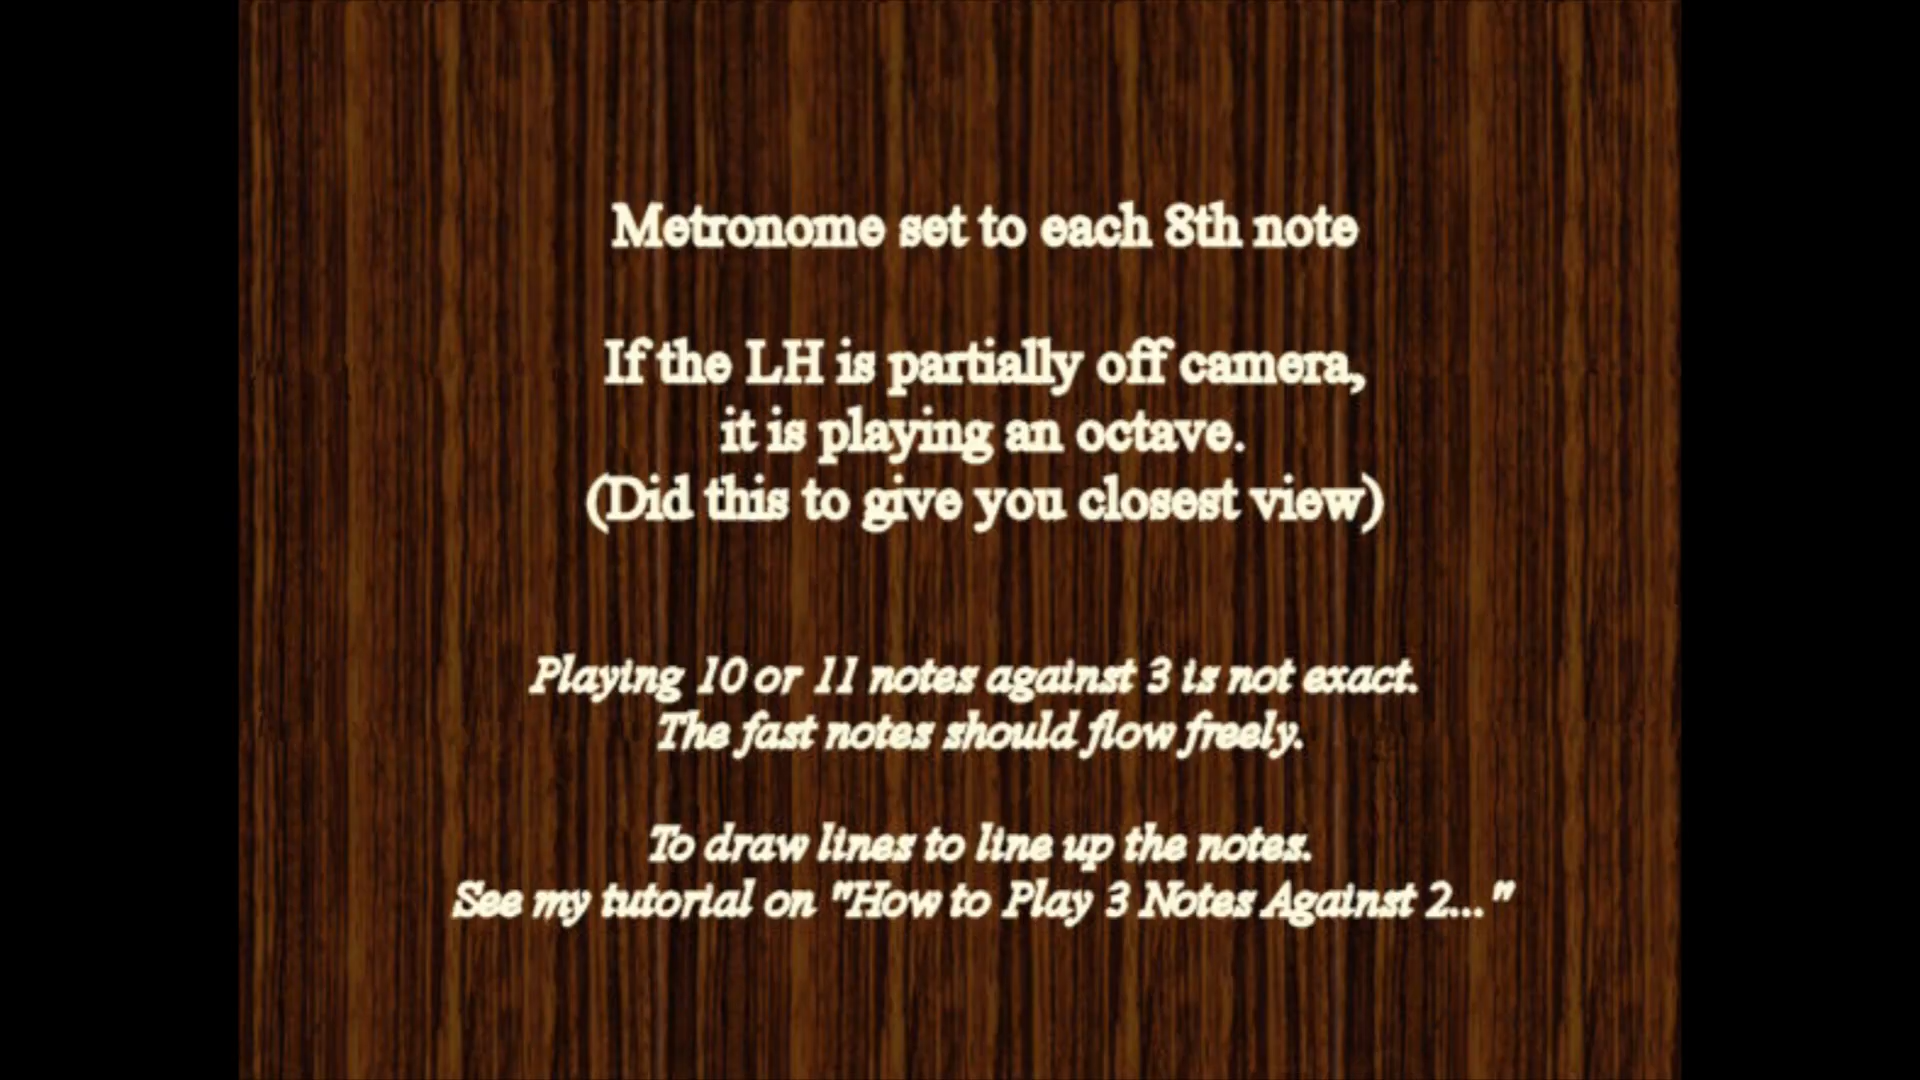 Metronome set to each 8th note
If the LH is partially off camera,
it is playing an octave.
(Did this to give you closest view)
Playing 10 or 11 notes against 3 is not exact.
The fast notes should flow freely.
To draw lines to line up the notes.
See my tutorial on "How to Play 3 Notes Against 2..."